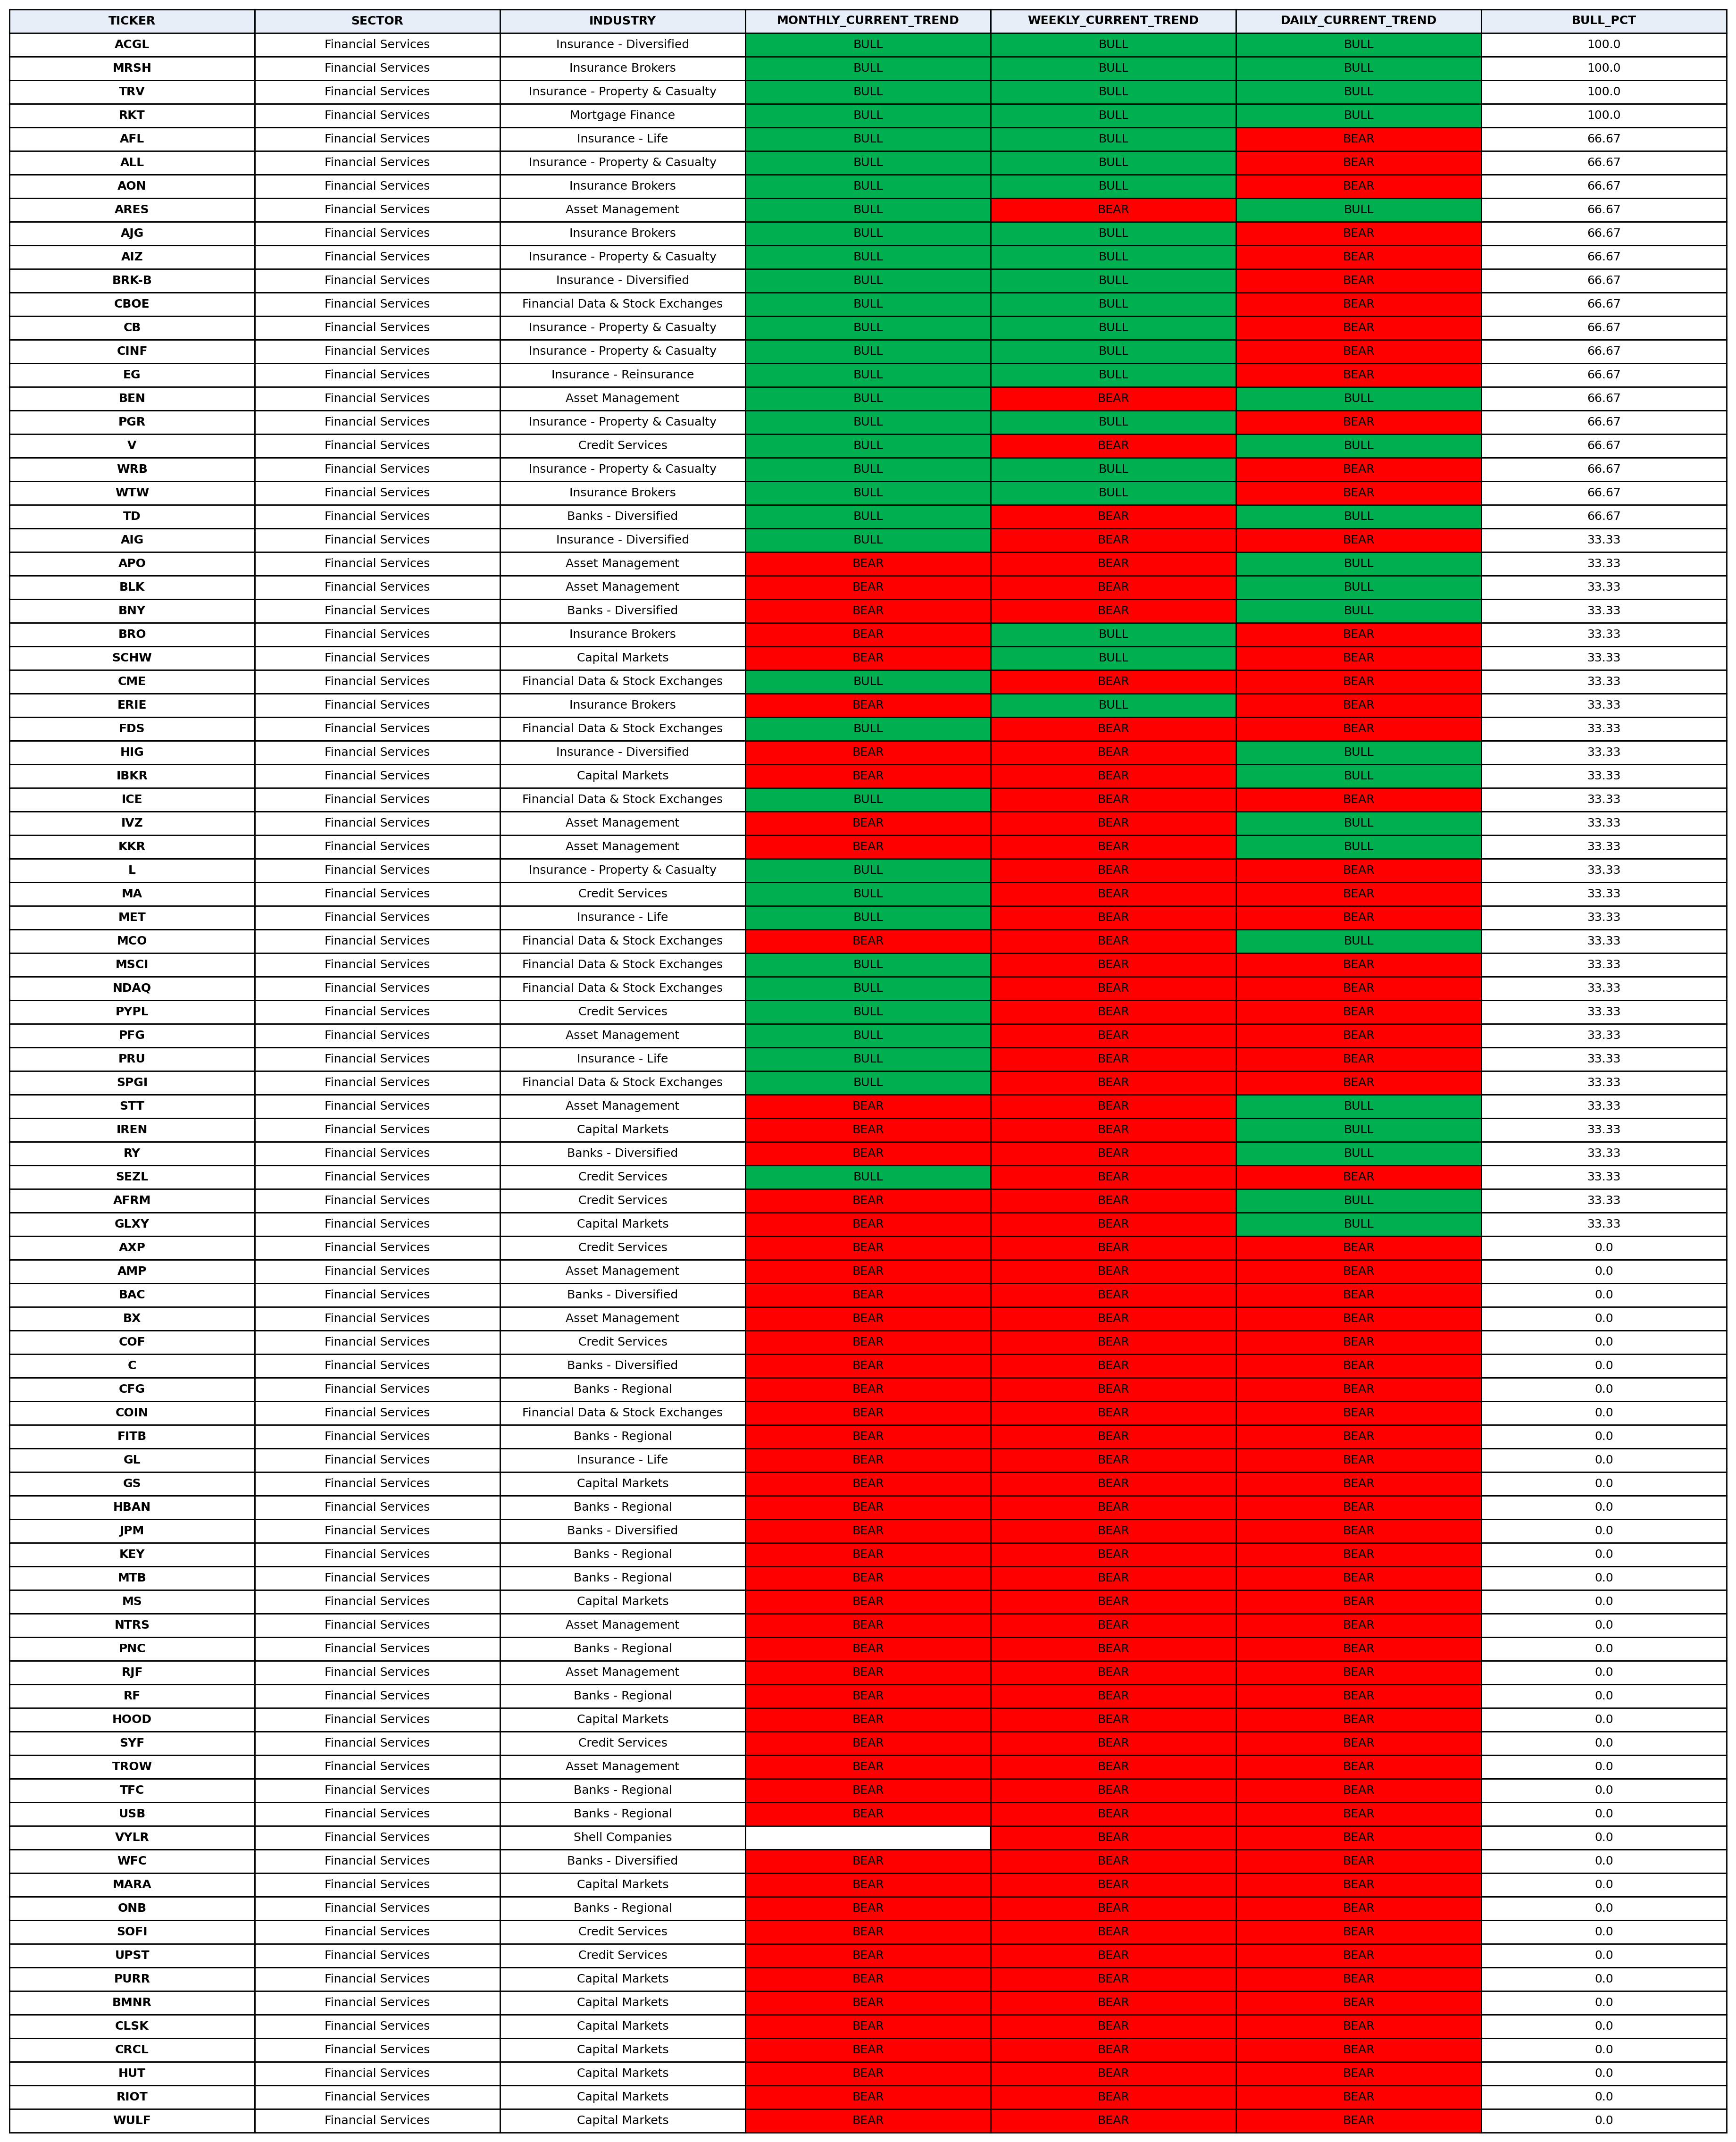 TICKER SECTOR INDUSTRY MONTHLY_CURRENT_TREND WEEKLY_CURRENT_TREND DAILY_CURRENT_TREND BULL_PCT
ACGL Financial Services Insurance - Diversified BULL BULL BULL 100.0
MRSH Financial Services Insurance Brokers BULL BULL BULL 100.0
TRV Financial Services Insurance - Property & Casualty BULL BULL BULL 100.0
RKT Financial Services Mortgage Finance BULL BULL BULL 100.0
AFL Financial Services Insurance - Life BULL BULL BEAR 66.67
ALL Financial Services Insurance - Property & Casualty BULL BULL BEAR 66.67
AON Financial Services Insurance Brokers BULL BULL BEAR 66.67
ARES Financial Services Asset Management BULL BEAR BULL 66.67
AJG Financial Services Insurance Brokers BULL BULL BEAR 66.67
AIZ Financial Services Insurance - Property & Casualty BULL BULL BEAR 66.67
BRK-B Financial Services Insurance - Diversified BULL BULL BEAR 66.67
CBOE Financial Services Financial Data & Stock Exchanges BULL BULL BEAR 66.67
CB Financial Services Insurance - Property & Casualty BULL BULL BEAR 66.67
CINF Financial Services Insurance - Property & Casualty BULL BULL BEAR 66.67
EG Financial Services Insurance - Reinsurance BULL BULL BEAR 66.67
BEN Financial Services Asset Management BULL BEAR BULL 66.67
PGR Financial Services Insurance - Property & Casualty BULL BULL BEAR 66.67
V Financial Services Credit Services BULL BEAR BULL 66.67
WRB Financial Services Insurance - Property & Casualty BULL BULL BEAR 66.67
WTW Financial Services Insurance Brokers BULL BULL BEAR 66.67
TD Financial Services Banks - Diversified BULL BEAR BULL 66.67
AIG Financial Services Insurance - Diversified BULL BEAR BEAR 33.33
APO Financial Services Asset Management BEAR BEAR BULL 33.33
BLK Financial Services Asset Management BEAR BEAR BULL 33.33
BNY Financial Services Banks - Diversified BEAR BEAR BULL 33.33
BRO Financial Services Insurance Brokers BEAR BULL BEAR 33.33
SCHW Financial Services Capital Markets BEAR BULL BEAR 33.33
CME Financial Services Financial Data & Stock Exchanges BULL BEAR BEAR 33.33
ERIE Financial Services Insurance Brokers BEAR BULL BEAR 33.33
FDS Financial Services Financial Data & Stock Exchanges BULL BEAR BEAR 33.33
HIG Financial Services Insurance - Diversified BEAR BEAR BULL 33.33
IBKR Financial Services Capital Markets BEAR BEAR BULL 33.33
ICE Financial Services Financial Data & Stock Exchanges BULL BEAR BEAR 33.33
IVZ Financial Services Asset Management BEAR BEAR BULL 33.33
KKR Financial Services Asset Management BEAR BEAR BULL 33.33
L Financial Services Insurance - Property & Casualty BULL BEAR BEAR 33.33
MA Financial Services Credit Services BULL BEAR BEAR 33.33
MET Financial Services Insurance - Life BULL BEAR BEAR 33.33
MCO Financial Services Financial Data & Stock Exchanges BEAR BEAR BULL 33.33
MSCI Financial Services Financial Data & Stock Exchanges BULL BEAR BEAR 33.33
NDAQ Financial Services Financial Data & Stock Exchanges BULL BEAR BEAR 33.33
PYPL Financial Services Credit Services BULL BEAR BEAR 33.33
PFG Financial Services Asset Management BULL BEAR BEAR 33.33
PRU Financial Services Insurance - Life BULL BEAR BEAR 33.33
SPGI Financial Services Financial Data & Stock Exchanges BULL BEAR BEAR 33.33
STT Financial Services Asset Management BEAR BEAR BULL 33.33
IREN Financial Services Capital Markets BEAR BEAR BULL 33.33
RY Financial Services Banks - Diversified BEAR BEAR BULL 33.33
SEZL Financial Services Credit Services BULL BEAR BEAR 33.33
AFRM Financial Services Credit Services BEAR BEAR BULL 33.33
GLXY Financial Services Capital Markets BEAR BEAR BULL 33.33
AXP Financial Services Credit Services BEAR BEAR BEAR 0.0
AMP Financial Services Asset Management BEAR BEAR BEAR 0.0
BAC Financial Services Banks - Diversified BEAR BEAR BEAR 0.0
BX Financial Services Asset Management BEAR BEAR BEAR 0.0
COF Financial Services Credit Services BEAR BEAR BEAR 0.0
C Financial Services Banks - Diversified BEAR BEAR BEAR 0.0
CFG Financial Services Banks - Regional BEAR BEAR BEAR 0.0
COIN Financial Services Financial Data & Stock Exchanges BEAR BEAR BEAR 0.0
FITB Financial Services Banks - Regional BEAR BEAR BEAR 0.0
GL Financial Services Insurance - Life BEAR BEAR BEAR 0.0
GS Financial Services Capital Markets BEAR BEAR BEAR 0.0
HBAN Financial Services Banks - Regional BEAR BEAR BEAR 0.0
JPM Financial Services Banks - Diversified BEAR BEAR BEAR 0.0
KEY Financial Services Banks - Regional BEAR BEAR BEAR 0.0
MTB Financial Services Banks - Regional BEAR BEAR BEAR 0.0
MS Financial Services Capital Markets BEAR BEAR BEAR 0.0
NTRS Financial Services Asset Management BEAR BEAR BEAR 0.0
PNC Financial Services Banks - Regional BEAR BEAR BEAR 0.0
RJF Financial Services Asset Management BEAR BEAR BEAR 0.0
RF Financial Services Banks - Regional BEAR BEAR BEAR 0.0
HOOD Financial Services Capital Markets BEAR BEAR BEAR 0.0
SYF Financial Services Credit Services BEAR BEAR BEAR 0.0
TROW Financial Services Asset Management BEAR BEAR BEAR 0.0
TFC Financial Services Banks - Regional BEAR BEAR BEAR 0.0
USB Financial Services Banks - Regional BEAR BEAR BEAR 0.0
VYLR Financial Services Shell Companies BEAR BEAR 0.0
WFC Financial Services Banks - Diversified BEAR BEAR BEAR 0.0
MARA Financial Services Capital Markets BEAR BEAR BEAR 0.0
ONB Financial Services Banks - Regional BEAR BEAR BEAR 0.0
SOFI Financial Services Credit Services BEAR BEAR BEAR 0.0
UPST Financial Services Credit Services BEAR BEAR BEAR 0.0
PURR Financial Services Capital Markets BEAR BEAR BEAR 0.0
BMNR Financial Services Capital Markets BEAR BEAR BEAR 0.0
CLSK Financial Services Capital Markets BEAR BEAR BEAR 0.0
CRCL Financial Services Capital Markets BEAR BEAR BEAR 0.0
HUT Financial Services Capital Markets BEAR BEAR BEAR 0.0
RIOT Financial Services Capital Markets BEAR BEAR BEAR 0.0
WULF Financial Services Capital Markets BEAR BEAR BEAR 0.0